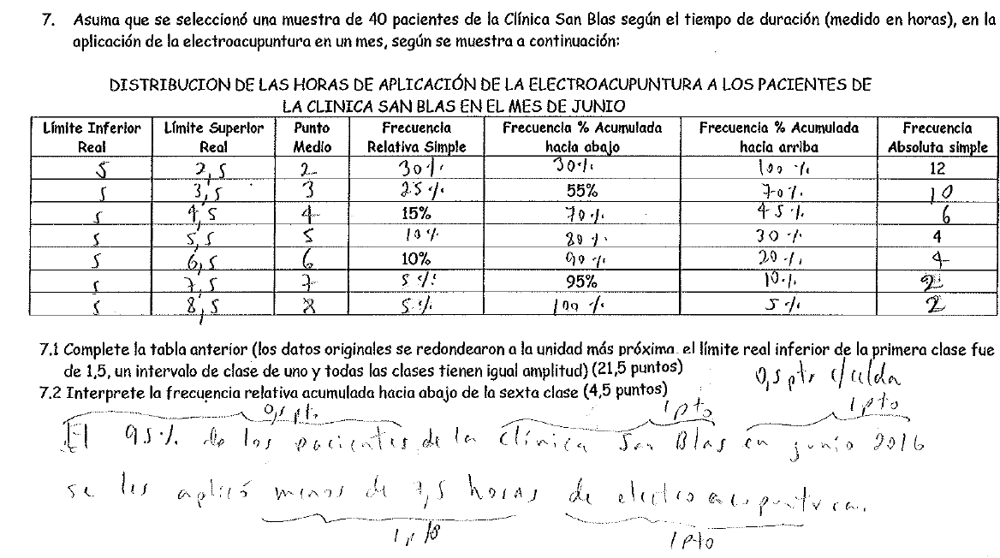 7. Asuma que se seleccionó una muestra de 40 pacientes de la Clínica San Blas según el tiempo de duración (medido en horas), en la
aplicación de la electroacupuntura en un mes, según se muestra a continuación:
DISTRIBUCION DE LAS HORAS DE APLICACIÓN DE LA ELECTROACUPUNTURA A LOS PACIENTES DE
LA CLINICA SAN BLAS EN EL MES DE JUNIO
Límite Inferior Real | Límite Superior Real | Punto Medio | Frecuencia Relativa Simple | Frecuencia % Acumulada hacia abajo | Frecuencia % Acumulada hacia arriba | Frecuencia Absoluta simple
5 | 2,5 | 2 | 30% | 30% | 100% | 12
5 | 3,5 | 3 | 25% | 55% | 70% | 10
5 | 4,5 | 4 | 15% | 70% | 45% | 6
5 | 5,5 | 5 | 10% | 80% | 30% | 4
5 | 6,5 | 6 | 10% | 90% | 20% | 4
5 | 7,5 | 7 | 5% | 95% | 10% | 2
5 | 8,5 | 8 | 5% | 100% | 5% | 2
7.1 Complete la tabla anterior (los datos originales se redondearon a la unidad más próxima. el límite real inferior de la primera clase fue
de 1,5, un intervalo de clase de uno y todas las clases tienen igual amplitud) (21,5 puntos)
0,5 pts c/celda
7.2 Interprete la frecuencia relativa acumulada hacia abajo de la sexta clase (4,5 puntos)
0,5 pt. 1 pto 1 pto
El 95% de los pacientes de la Clínica San Blas en junio 2016
se les aplicó menos de 7,5 horas de electroacupuntura.
1 pto 1 pto